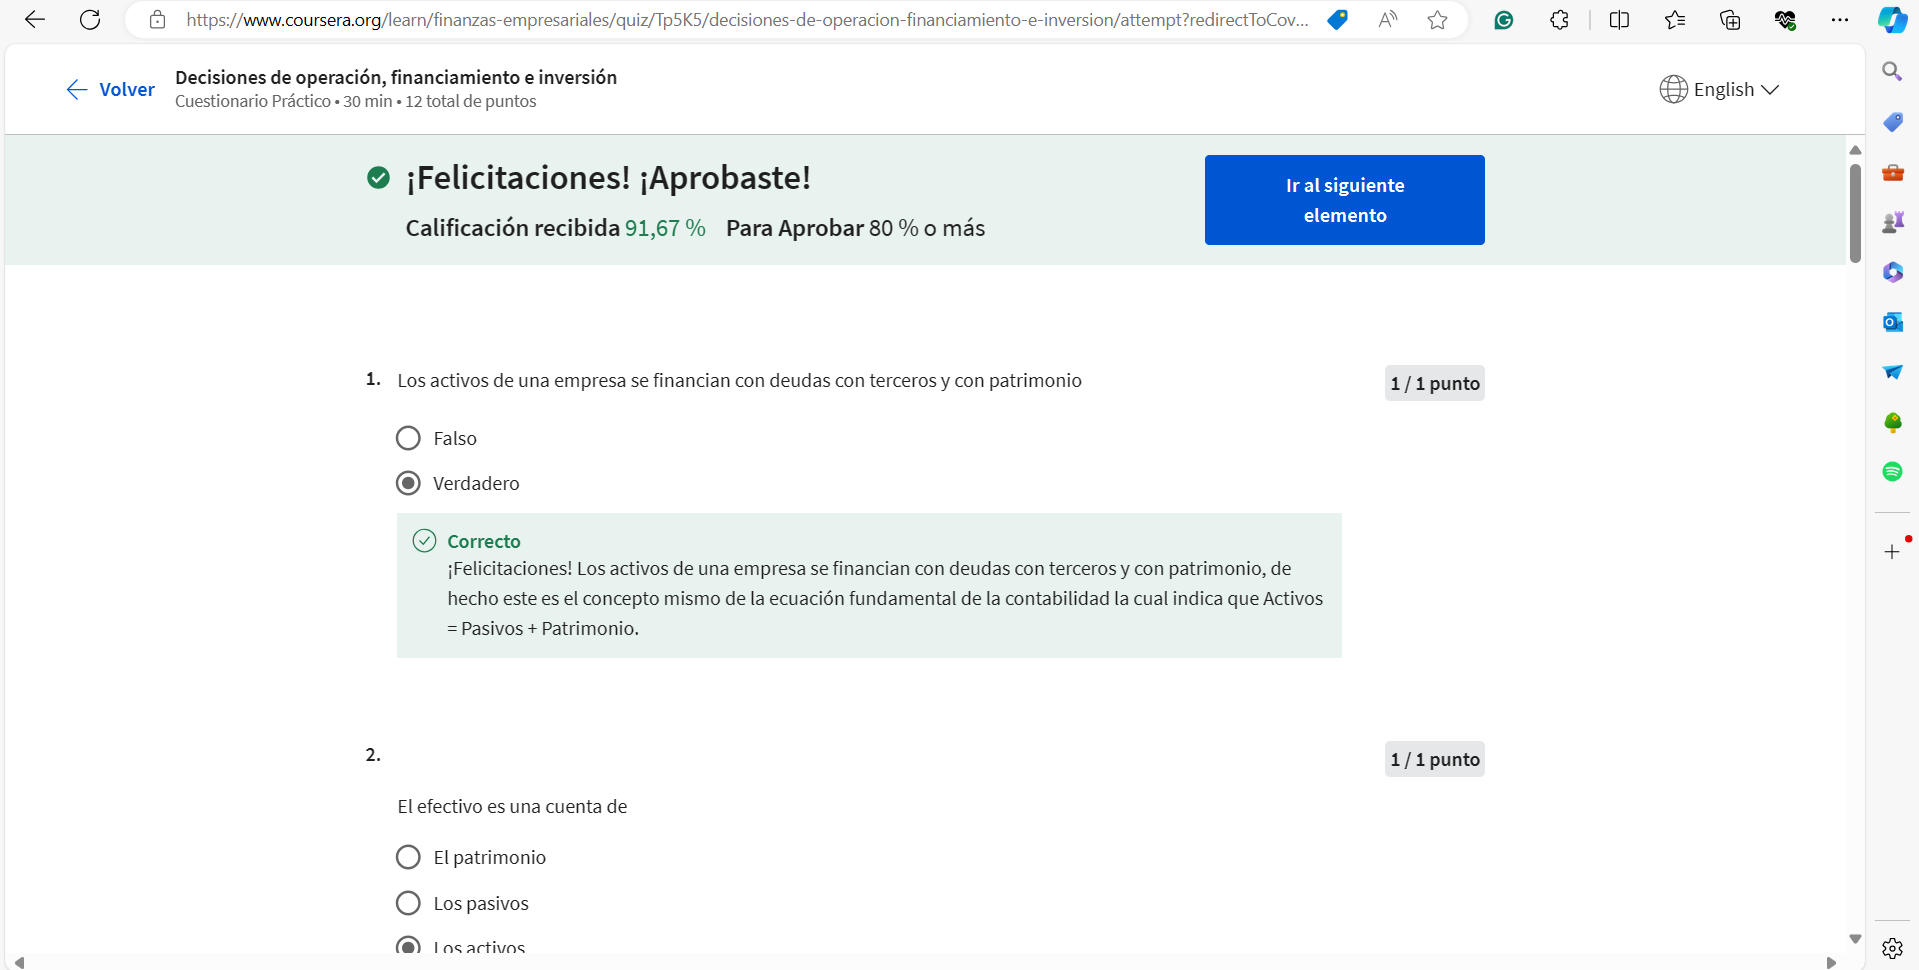 https://www.coursera.org/learn/finanzas-empresariales/quiz/Tp5K5/decisiones-de-operacion-financiamiento-e-inversion/attempt?redirectToCov...
Volver
Decisiones de operación, financiamiento e inversión
Cuestionario Práctico • 30 min • 12 total de puntos
English
¡Felicitaciones! ¡Aprobaste!
Calificación recibida 91,67 % Para Aprobar 80 % o más
Ir al siguiente
elemento
1. Los activos de una empresa se financian con deudas con terceros y con patrimonio
1 / 1 punto
Falso
Verdadero
Correcto
¡Felicitaciones! Los activos de una empresa se financian con deudas con terceros y con patrimonio, de
hecho este es el concepto mismo de la ecuación fundamental de la contabilidad la cual indica que Activos
= Pasivos + Patrimonio.
2.
1 / 1 punto
El efectivo es una cuenta de
El patrimonio
Los pasivos
Los activos